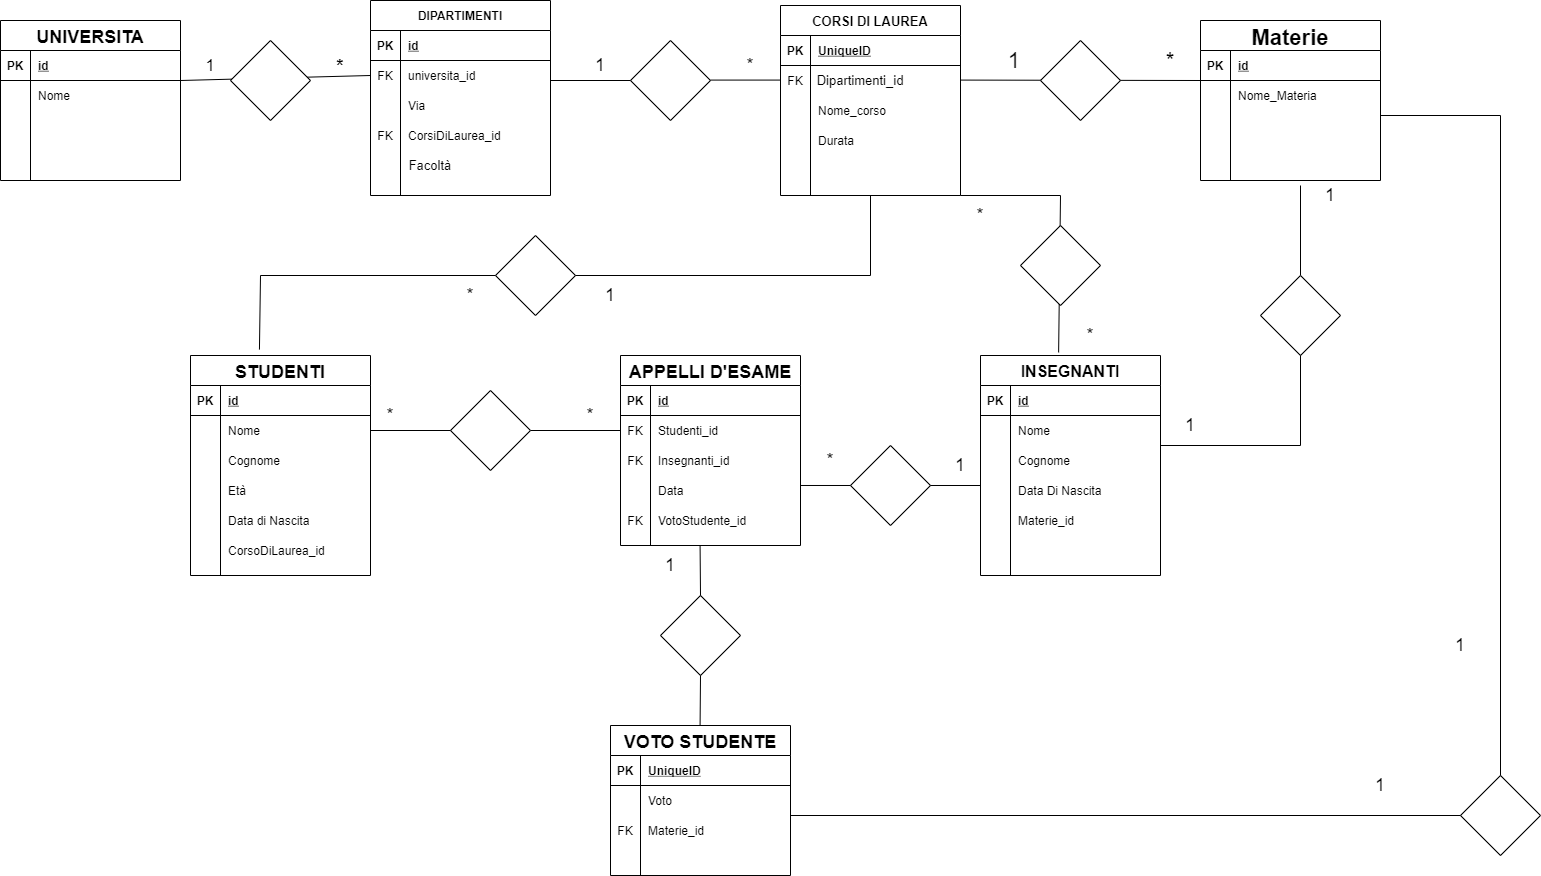 UNIVERSITA
PK id
Nome
1
*
DIPARTIMENTI
PK id
FK universita_id
Via
FK CorsiDiLaurea_id
Facoltà
1
*
CORSI DI LAUREA
PK UniqueID
FK Dipartimenti_id
Nome_corso
Durata
1
*
Materie
PK id
Nome_Materia
1
*
*
*
1
STUDENTI
PK id
Nome
Cognome
Età
Data di Nascita
CorsoDiLaurea_id
*
*
APPELLI D'ESAME
PK id
FK Studenti_id
FK Insegnanti_id
Data
FK VotoStudente_id
*
1
INSEGNANTI
PK id
Nome
Cognome
Data Di Nascita
Materie_id
1
1
VOTO STUDENTE
PK UniqueID
Voto
FK Materie_id
1
1